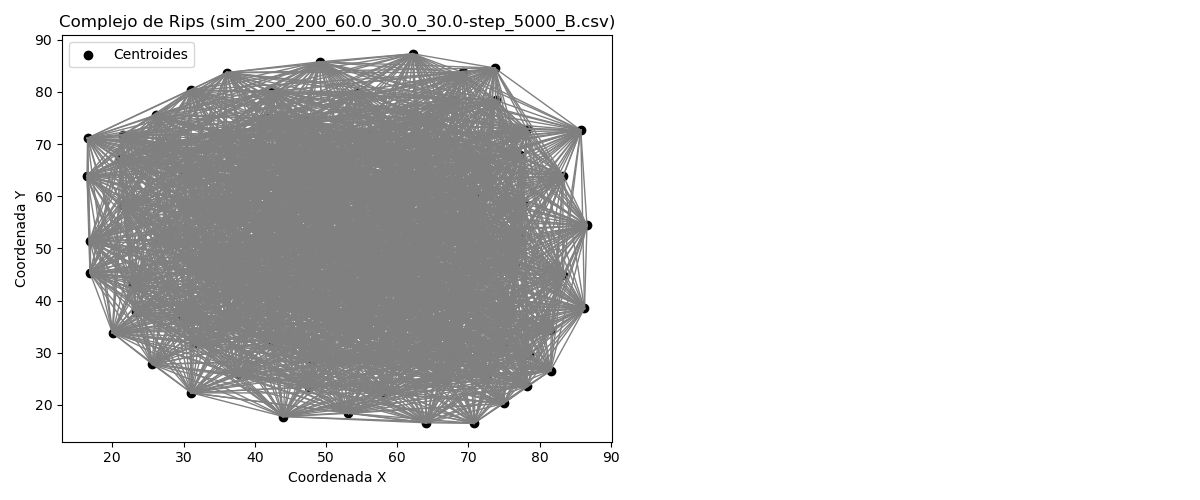 Complejo de Rips (sim_200_200_60.0_30.0_30.0-step_5000_B.csv)
Centroides
90
80
70
60
50
40
30
20
Coordenada Y
20 30 40 50 60 70 80 90
Coordenada X